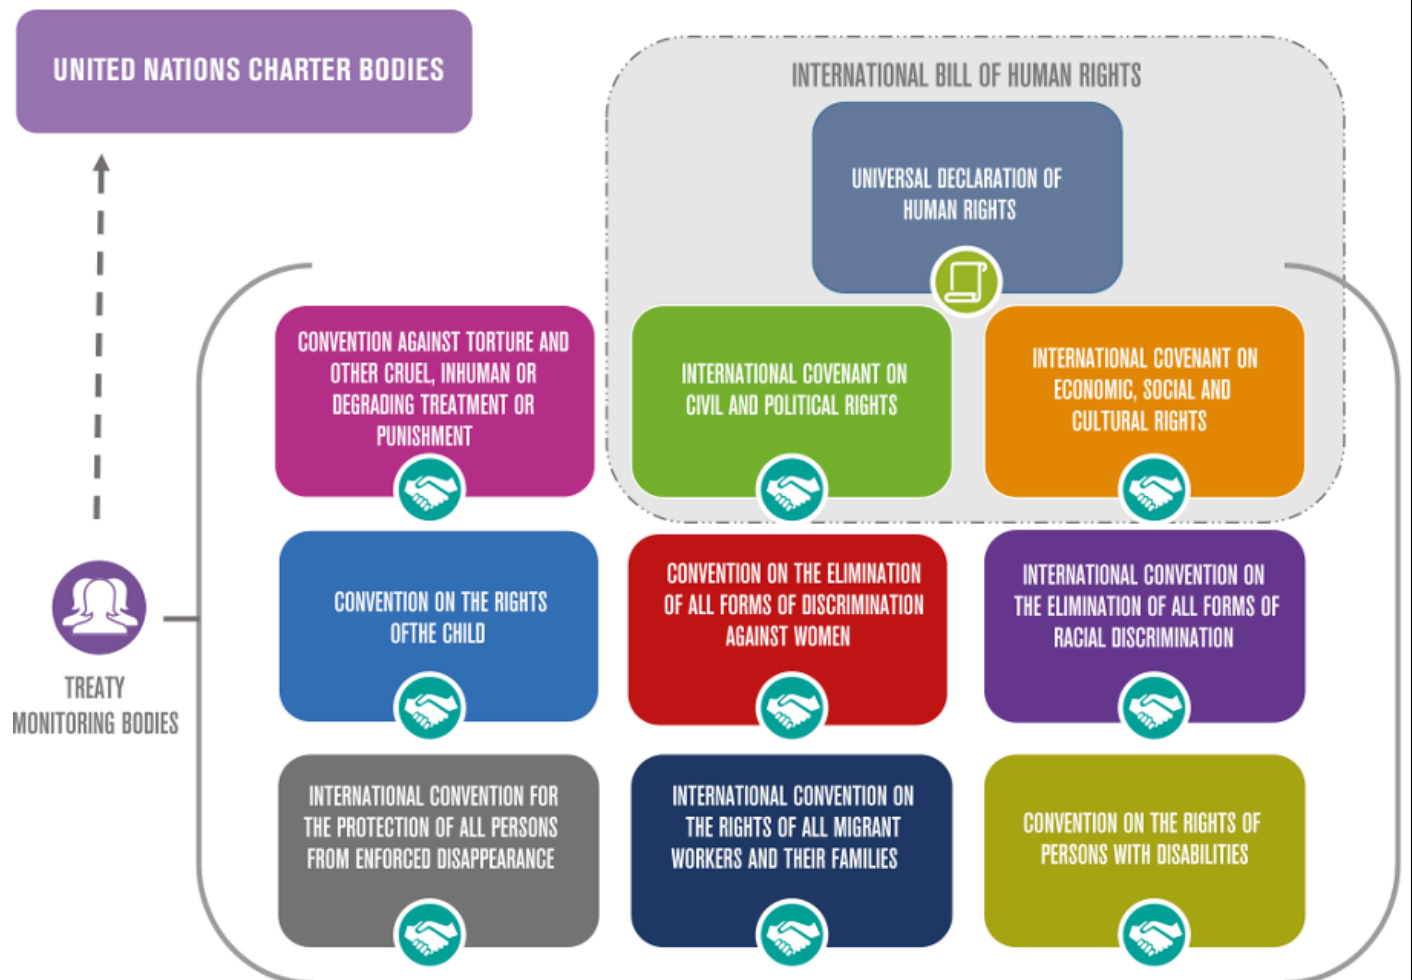 UNITED NATIONS CHARTER BODIES
INTERNATIONAL BILL OF HUMAN RIGHTS
UNIVERSAL DECLARATION OF
HUMAN RIGHTS
CONVENTION AGAINST TORTURE AND
OTHER CRUEL, INHUMAN OR
DEGRADING TREATMENT OR
PUNISHMENT
INTERNATIONAL COVENANT ON
CIVIL AND POLITICAL RIGHTS
INTERNATIONAL COVENANT ON
ECONOMIC, SOCIAL AND
CULTURAL RIGHTS
TREATY
MONITORING BODIES
CONVENTION ON THE RIGHTS
OFTHE CHILD
CONVENTION ON THE ELIMINATION
OF ALL FORMS OF DISCRIMINATION
AGAINST WOMEN
INTERNATIONAL CONVENTION ON
THE ELIMINATION OF ALL FORMS OF
RACIAL DISCRIMINATION
INTERNATIONAL CONVENTION FOR
THE PROTECTION OF ALL PERSONS
FROM ENFORCED DISAPPEARANCE
INTERNATIONAL CONVENTION ON
THE RIGHTS OF ALL MIGRANT
WORKERS AND THEIR FAMILIES
CONVENTION ON THE RIGHTS OF
PERSONS WITH DISABILITIES